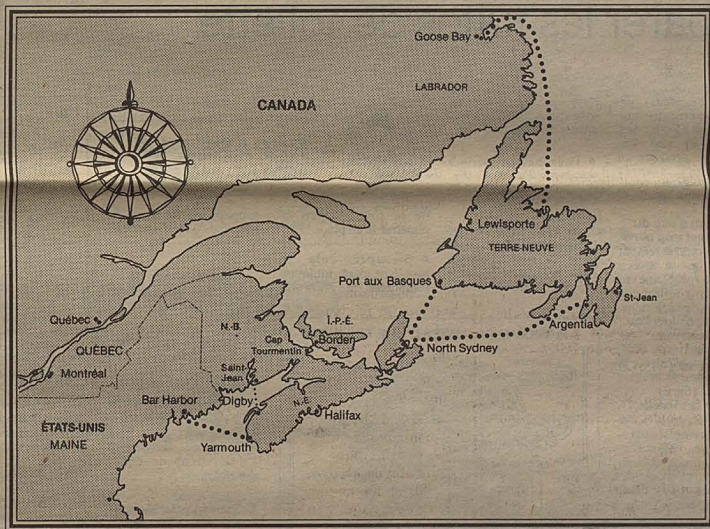 Goose Bay
LABRADOR
CANADA
Lewisporte
TERRE-NEUVE
Port aux Basques
St-Jean
Argentia
Québec
N.-B.
Î.-P.-É.
Borden
Cap
Tourmentin
North Sydney
QUÉBEC
Montréal
Saint-
Jean
Bar Harbor
Digby
N.-É.
Halifax
ÉTATS-UNIS
MAINE
Yarmouth